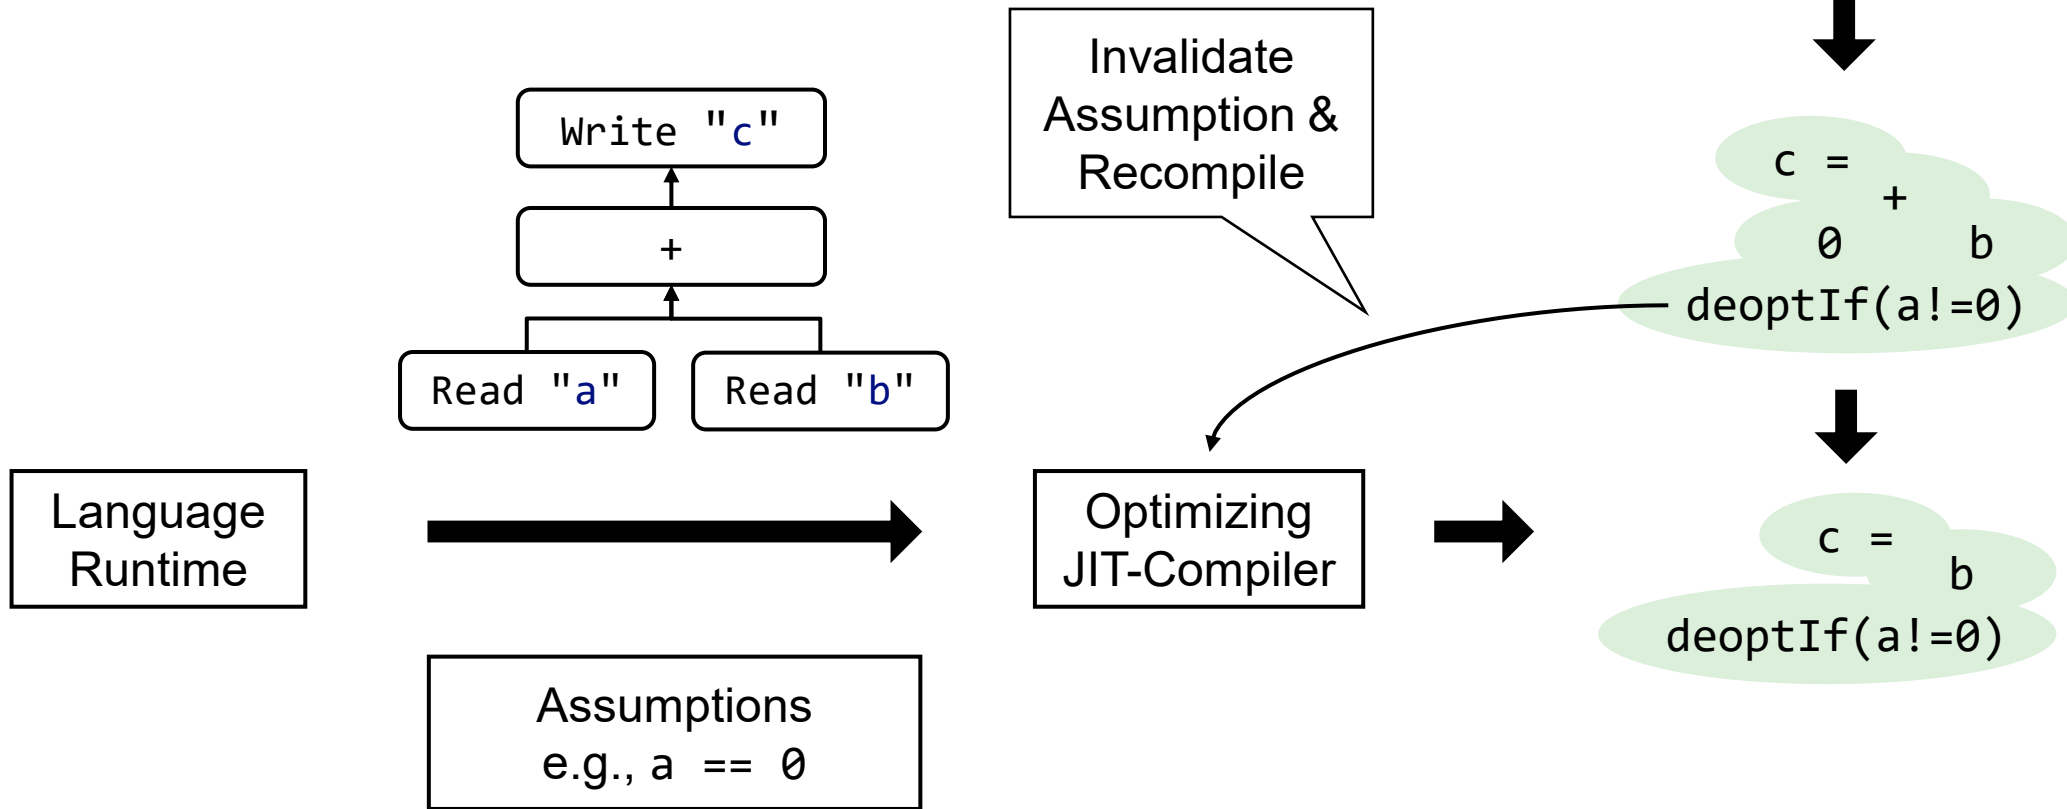 Write "c"
+
Read "a"
Read "b"
Language
Runtime
Assumptions
e.g., a == 0
Invalidate
Assumption &
Recompile
Optimizing
JIT-Compiler
c =
+
0 b
deoptIf(a!=0)
c =
b
deoptIf(a!=0)